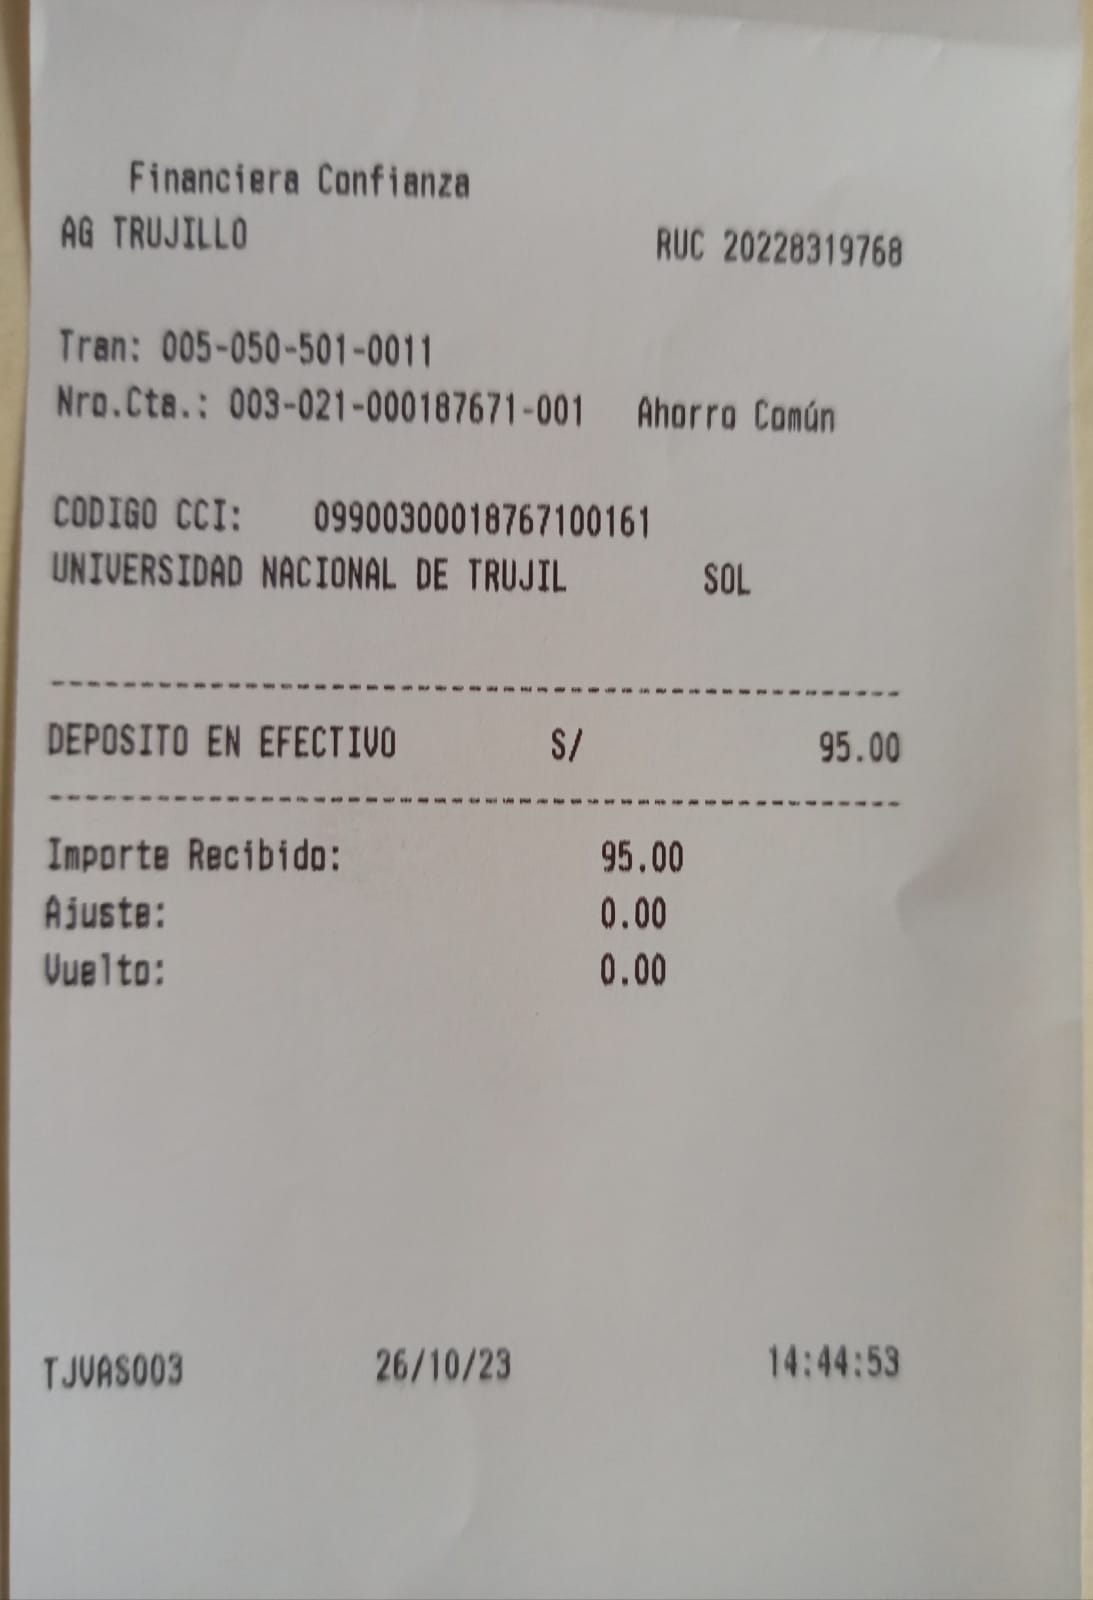 Financiera Confianza
AG TRUJILLO RUC 20228319768
Tran: 005-050-501-0011
Nro.Cta.: 003-021-000187671-001 Ahorro Común
CODIGO CCI: 09900300018767100161
UNIVERSIDAD NACIONAL DE TRUJIL SOL
DEPOSITO EN EFECTIVO S/ 95.00
Importe Recibido: 95.00
Ajuste: 0.00
Vuelto: 0.00
TJVAS003 26/10/23 14:44:53